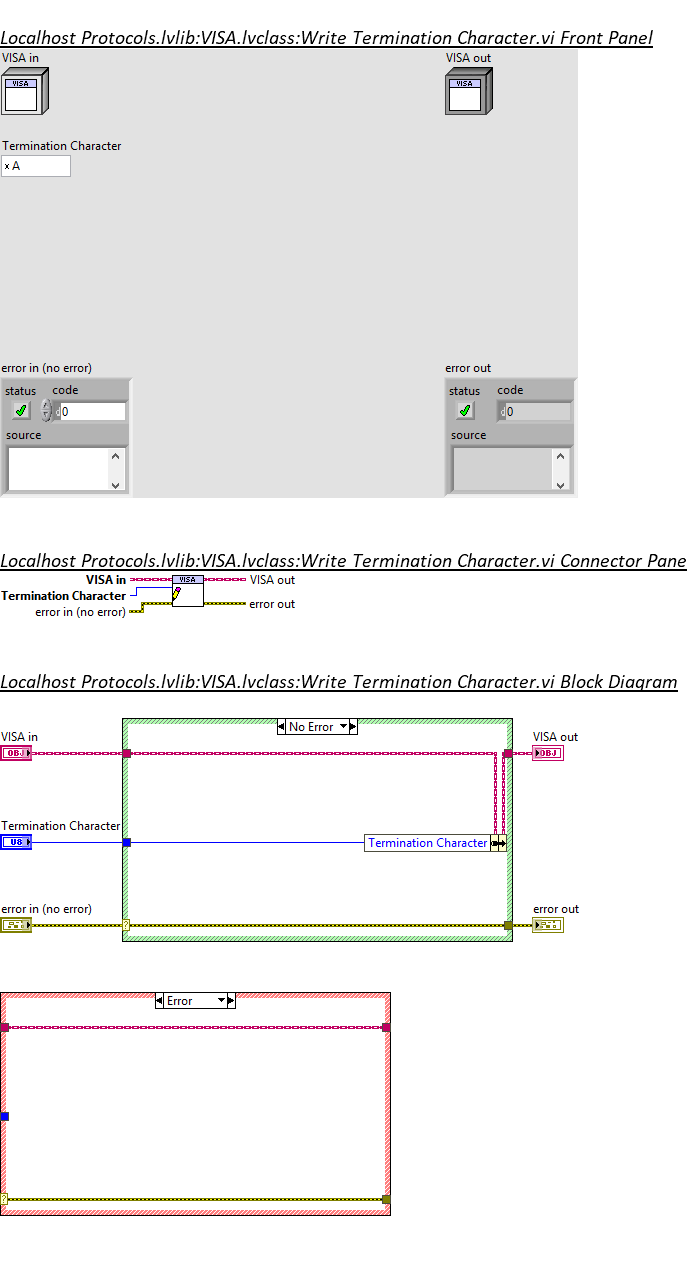 Localhost Protocols.lvlib:VISA.lvclass:Write Termination Character.vi Front Panel
VISA in
VISA out
VISA
VISA
Termination Character
x A
error in (no error)
error out
status code
status code
d 0
d 0
source
source
Localhost Protocols.lvlib:VISA.lvclass:Write Termination Character.vi Connector Pane
VISA in
VISA
VISA out
Termination Character
error in (no error)
error out
Localhost Protocols.lvlib:VISA.lvclass:Write Termination Character.vi Block Diagram
No Error
VISA in
VISA out
OBJ
OBJ
Termination Character
U8
Termination Character
error in (no error)
error out
?
Error
?